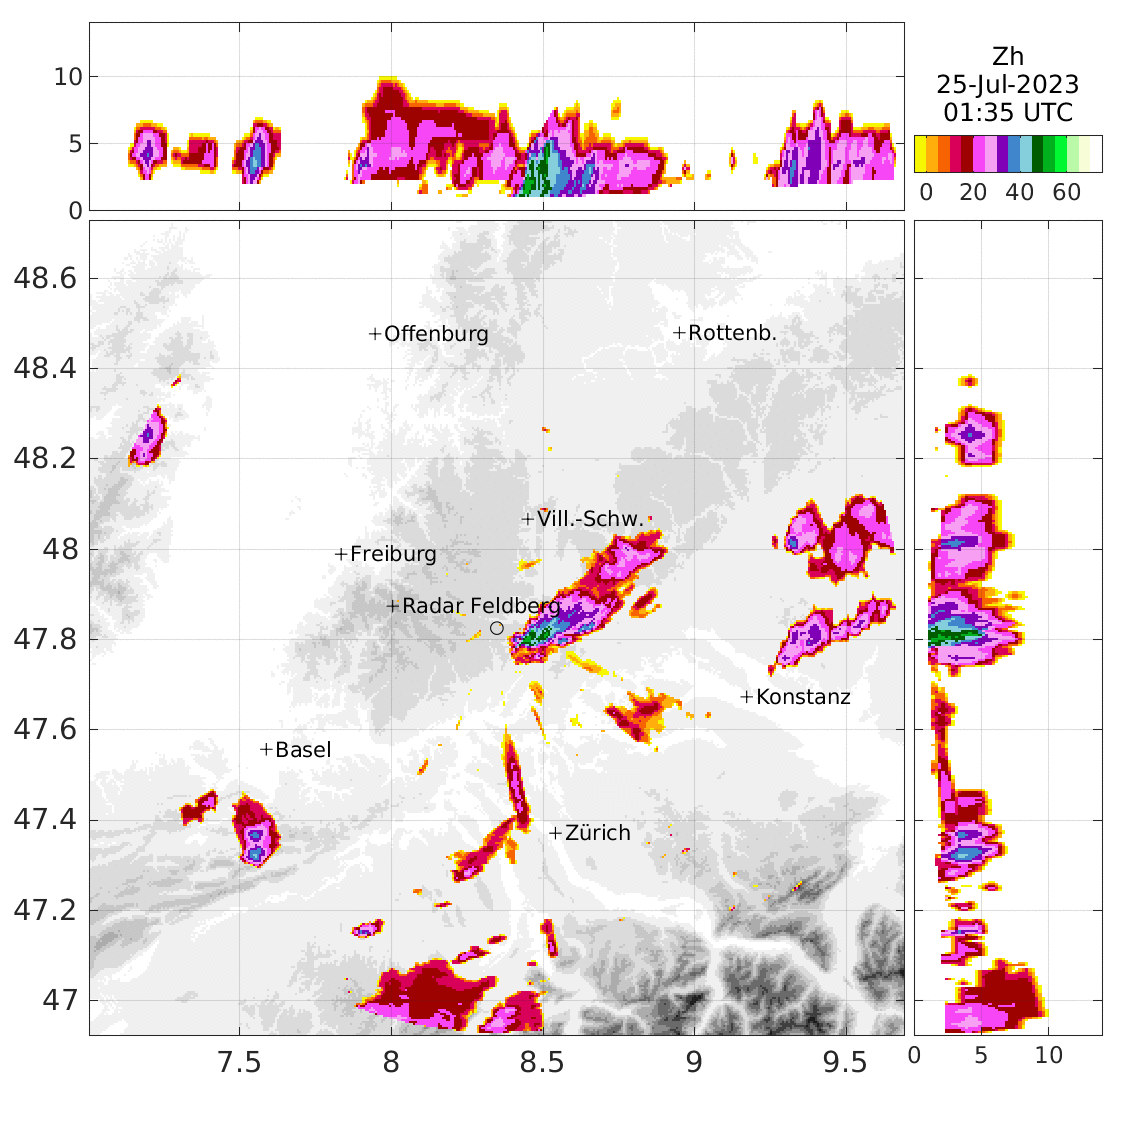 10
5
0
Zh
25-Jul-2023
01:35 UTC
0 20 40 60
48.6
48.4
48.2
48
47.8
47.6
47.4
47.2
47
Offenburg
Rottenb.
Vill.-Schw.
Freiburg
Radar Feldberg
Konstanz
Basel
Zürich
7.5 8 8.5 9 9.5
0 5 10